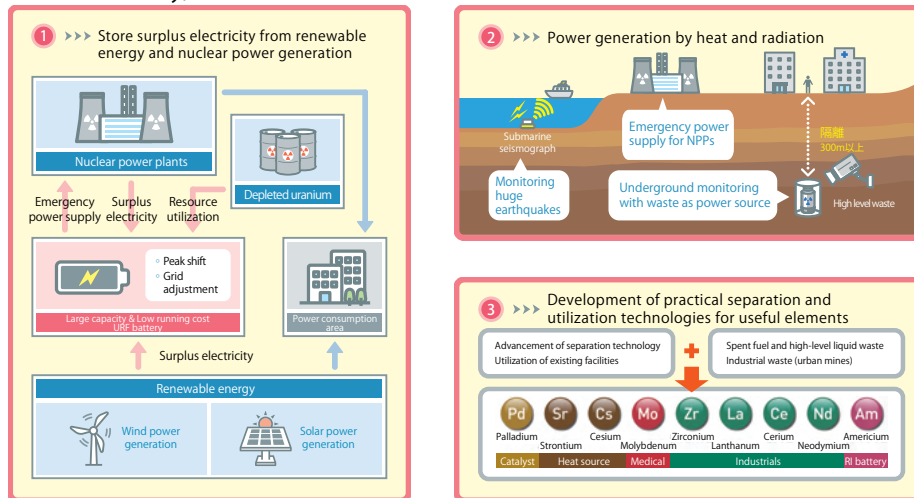 1 >>> Store surplus electricity from renewable
energy and nuclear power generation
Nuclear power plants
Depleted uranium
Emergency
power supply
Surplus
electricity
Resource
utilization
Peak shift
Grid
adjustment
Large capacity & Low running cost
URF battery
Power consumption
area
Surplus electricity
Renewable energy
Wind power
generation
Solar power
generation
2 >>> Power generation by heat and radiation
Submarine
seismograph
Emergency power
supply for NPPs
隔離
300m以上
Monitoring
huge
earthquakes
Underground monitoring
with waste as power source
High level waste
3 >>> Development of practical separation and
utilization technologies for useful elements
Advancement of separation technology
Utilization of existing facilities
Spent fuel and high-level liquid waste
Industrial waste (urban mines)
Pd Sr Cs Mo Zr La Ce Nd Am
Palladium Strontium Cesium Molybdenum Zirconium Lanthanum Cerium Neodymium Americium
Catalyst Heat source Medical Industrials RI battery